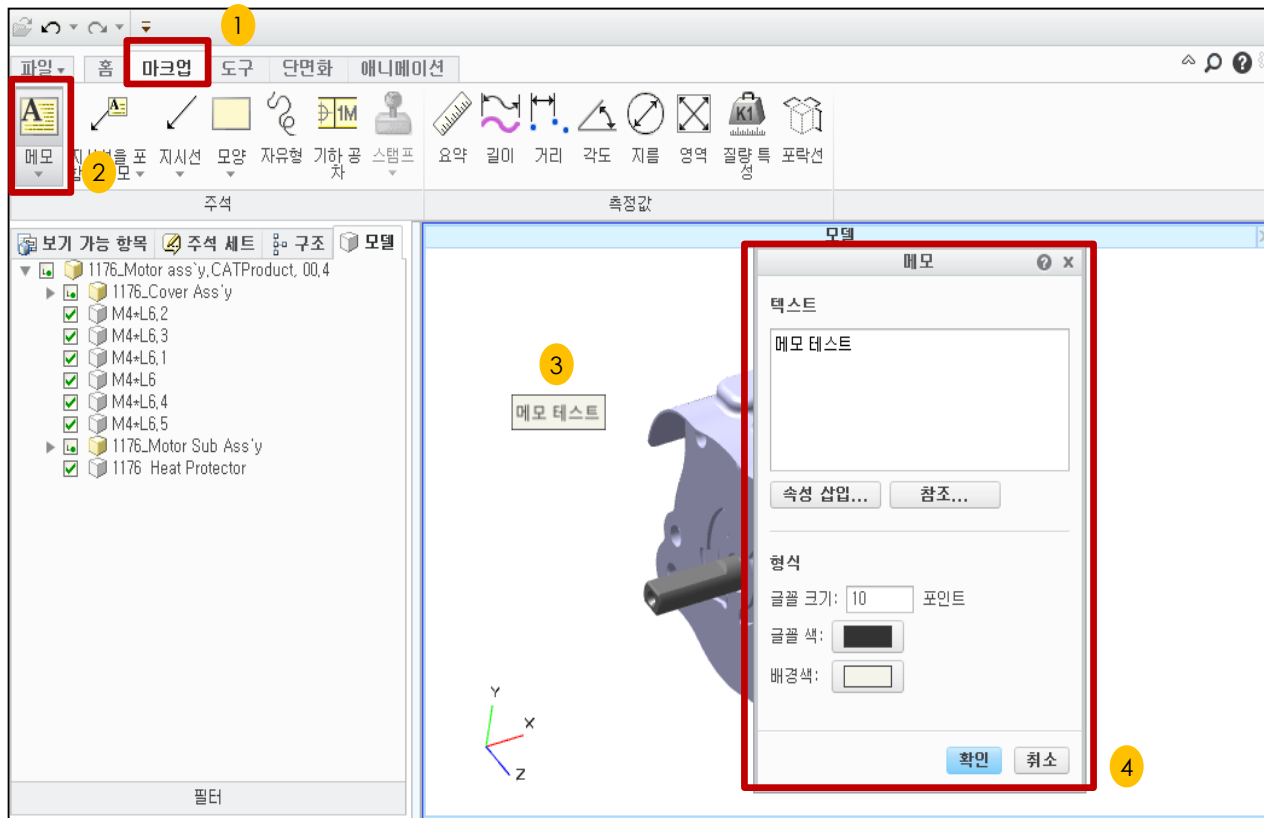 1
파일 홈 마크업 도구 단면화 애니메이션
A A 1M K1
메모 모 지시선 모양 자유형 기하 공차 스탬프 요약 길이 거리 각도 지름 영역 질량 특성 포락선
2
주석 측정값
보기 가능 항목 주석 세트 구조 모델
모델
1176_Motor ass`y,CATProduct, 00,4
1176_Cover Ass`y
M4*L6,2
M4*L6,3
M4*L6,1
M4*L6
M4*L6,4
M4*L6,5
1176_Motor Sub Ass`y
1176 Heat Protector
필터
3
메모 테스트
Y
X
Z
메모
텍스트
메모 테스트
속성 삽입... 참조...
형식
글꼴 크기: 10 포인트
글꼴 색:
배경색:
확인 취소
4